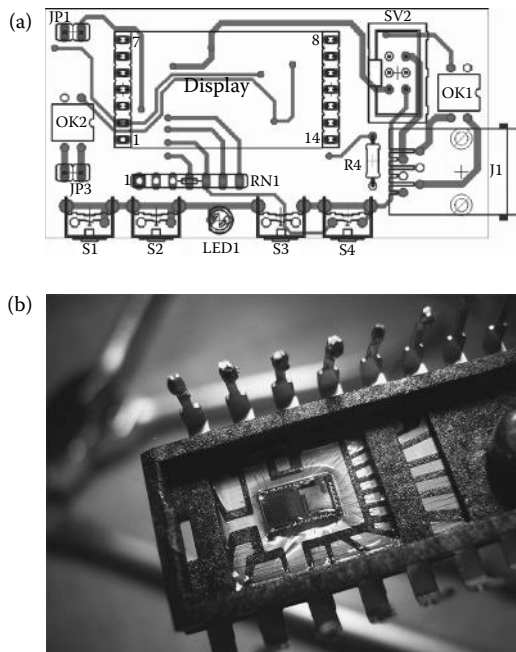 (a)
JP1
SV2
7
8
Display
OK1
OK2
1
14
R4
J1
JP3
1
RN1
S1
S2
LED1
S3
S4
(b)